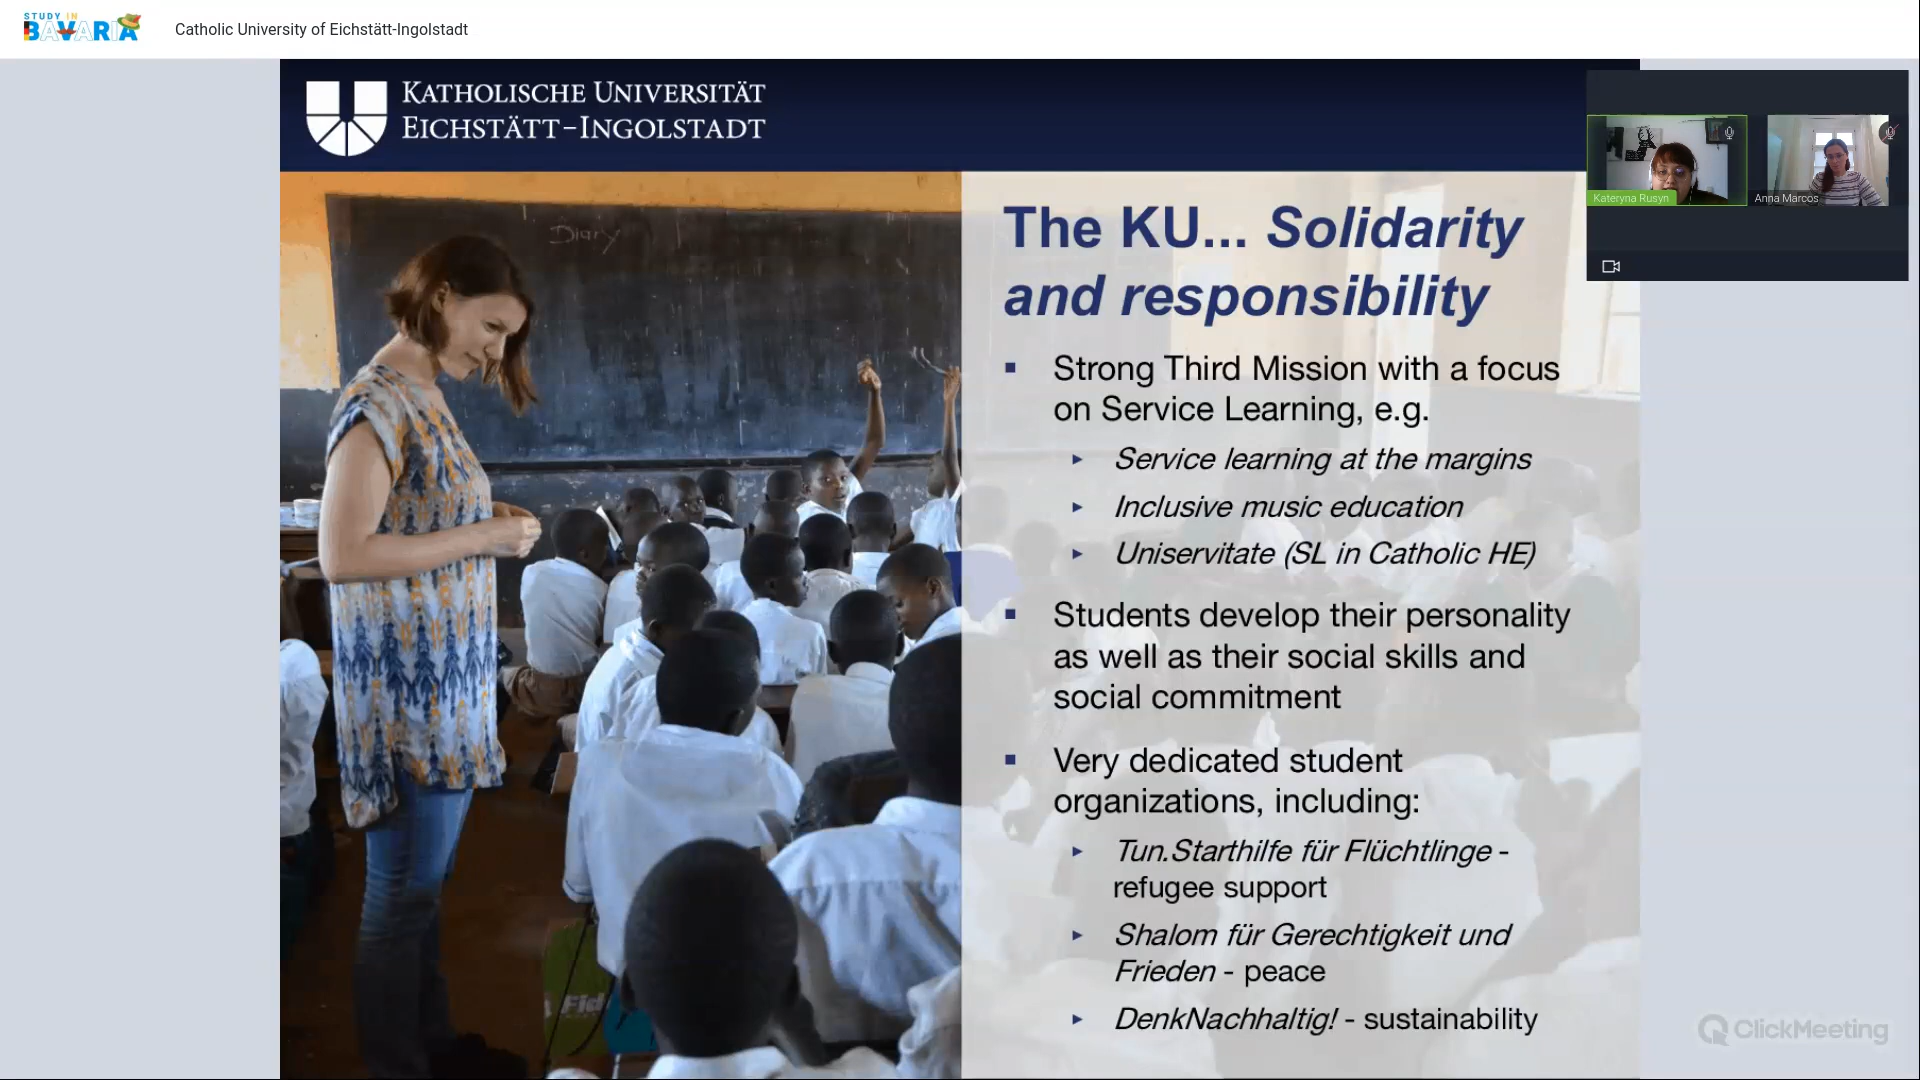 STUDY IN
BAVARIA
Catholic University of Eichstätt-Ingolstadt
KATHOLISCHE UNIVERSITÄT
EICHSTÄTT-INGOLSTADT
Kateryna Rusyn
Anna Marcos
Diary
The KU... Solidarity
and responsibility
▪ Strong Third Mission with a focus
on Service Learning, e.g.
▸ Service learning at the margins
▸ Inclusive music education
▸ Uniservitate (SL in Catholic HE)
▪ Students develop their personality
as well as their social skills and
social commitment
▪ Very dedicated student
organizations, including:
▸ Tun.Starthilfe für Flüchtlinge -
refugee support
▸ Shalom für Gerechtigkeit und
Frieden - peace
▸ DenkNachhaltig! - sustainability
Fid
ClickMeeting